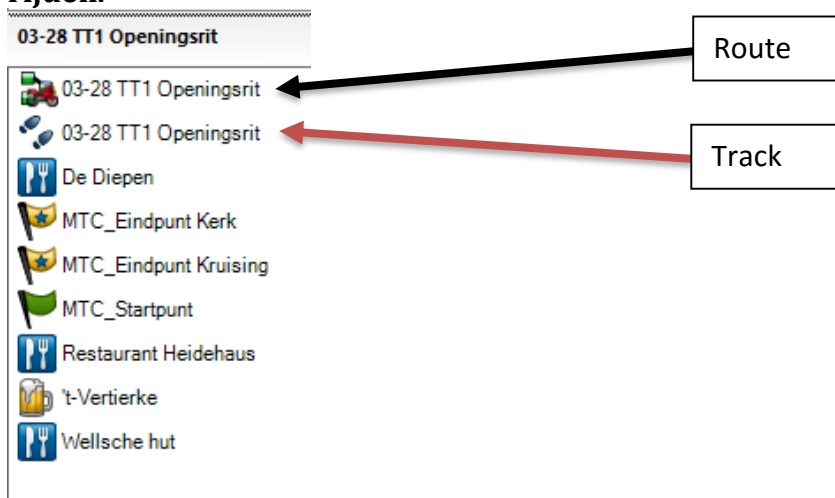 03-28 TT1 Openingsrit
Route
03-28 TT1 Openingsrit
03-28 TT1 Openingsrit
Track
De Diepen
MTC_Eindpunt Kerk
MTC_Eindpunt Kruising
MTC_Startpunt
Restaurant Heidehaus
't-Vertierke
Wellsche hut